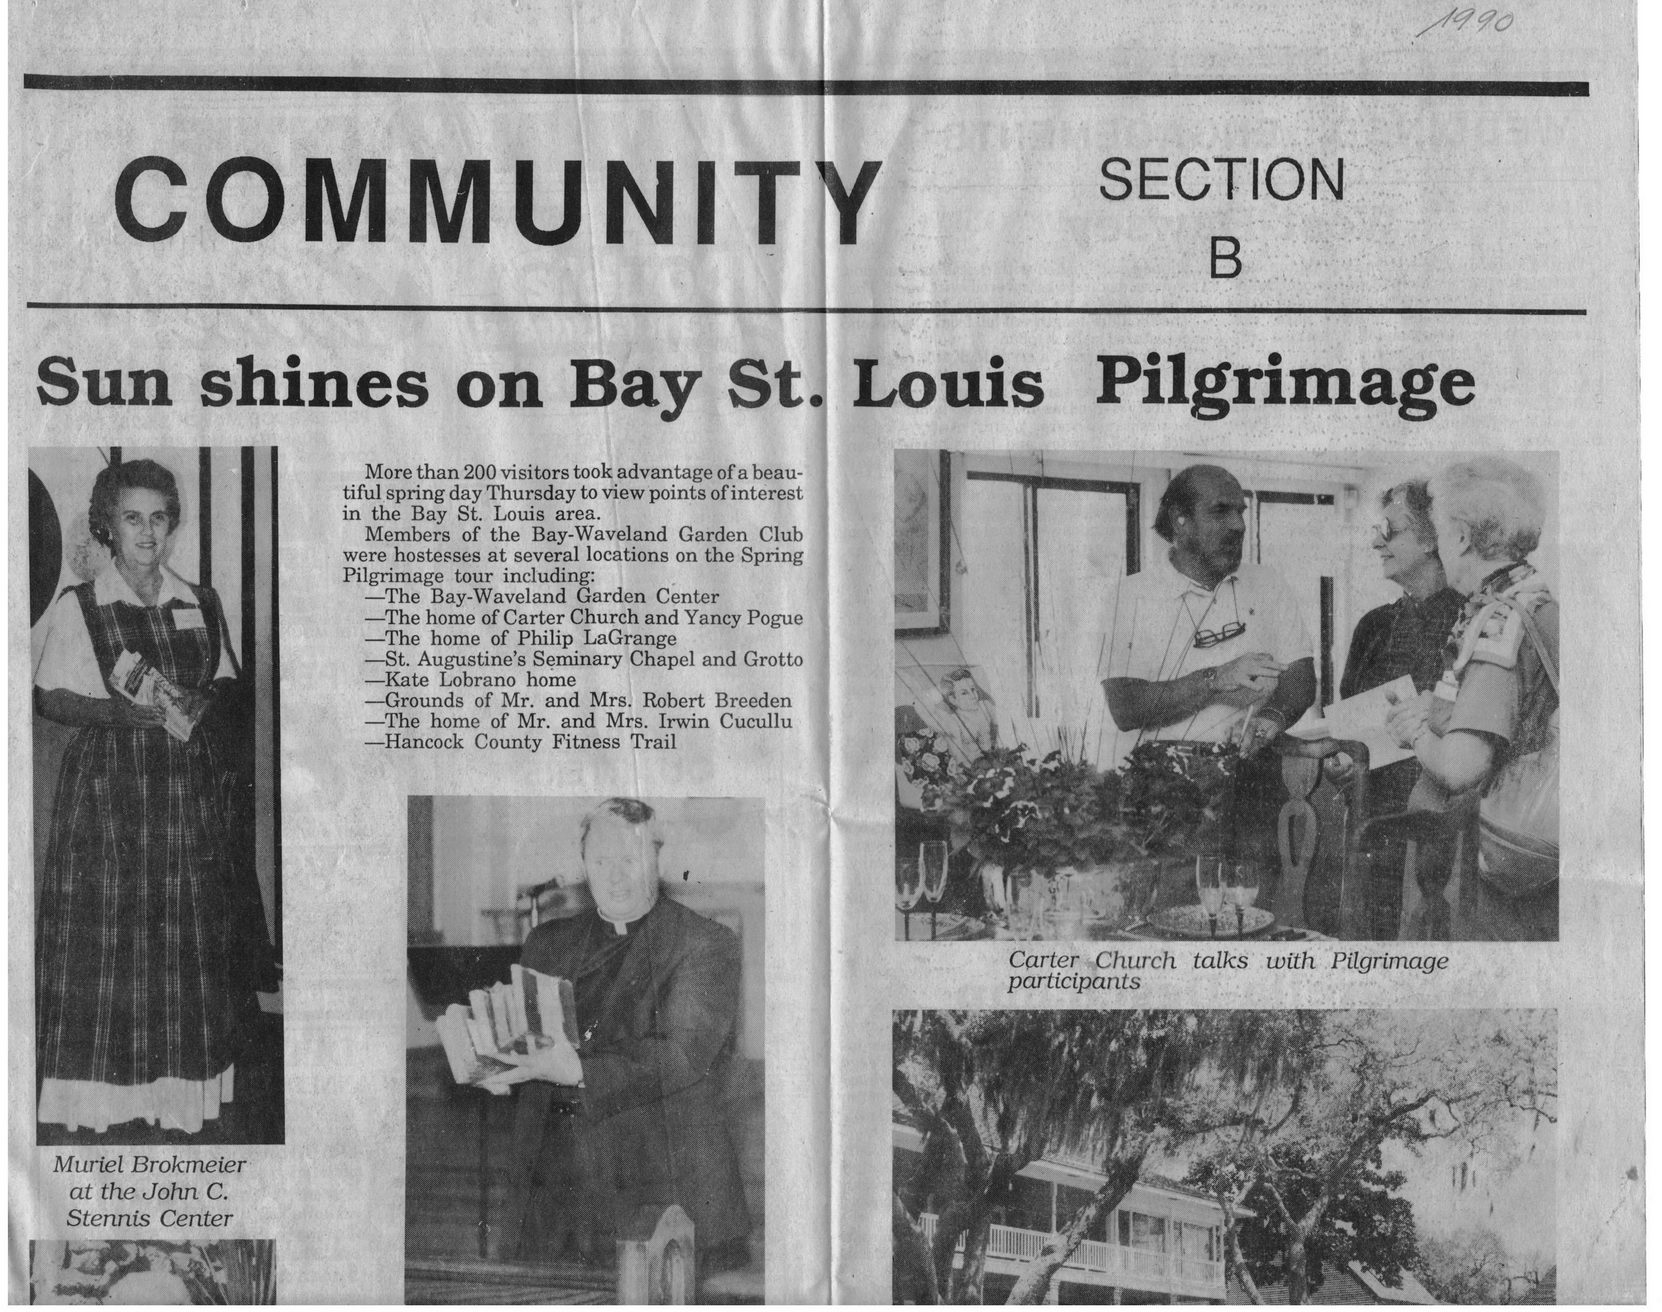 1990
COMMUNITY
SECTION
B
Sun shines on Bay St. Louis Pilgrimage
More than 200 visitors took advantage of a beau-
tiful spring day Thursday to view points of interest
in the Bay St. Louis area.
Members of the Bay-Waveland Garden Club
were hostesses at several locations on the Spring
Pilgrimage tour including:
—The Bay-Waveland Garden Center
—The home of Carter Church and Yancy Pogue
—The home of Philip LaGrange
—St. Augustine's Seminary Chapel and Grotto
—Kate Lobrano home
—Grounds of Mr. and Mrs. Robert Breeden
—The home of Mr. and Mrs. Irwin Cucullu
—Hancock County Fitness Trail
Carter Church talks with Pilgrimage
participants
Muriel Brokmeier
at the John C.
Stennis Center